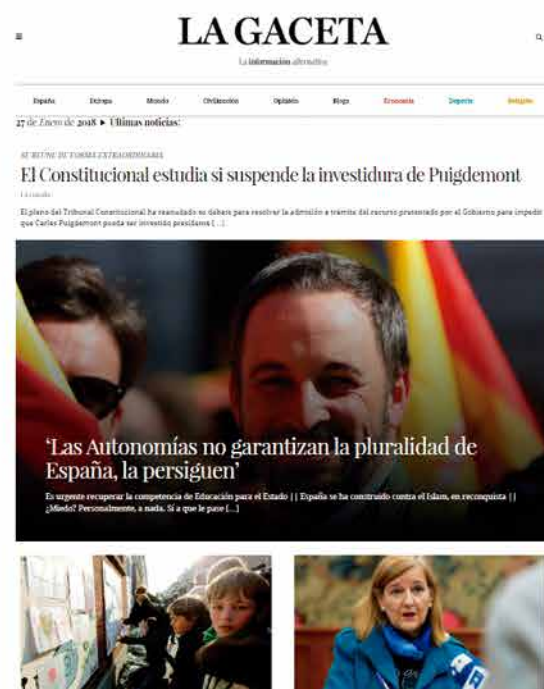 LA GACETA
La información alternativa
España Europa Mundo Civilización Opinión Blogs Economía Deporte Religión
27 de Enero de 2018 ▶ Últimas noticias:
SE REÚNE DE FORMA EXTRAORDINARIA
El Constitucional estudia si suspende la investidura de Puigdemont
El pleno del Tribunal Constitucional ha reanudado su debate para resolver la admisión a trámite del recurso presentado por el Gobierno para impedir
que Carles Puigdemont pueda ser investido presidente [...]
‘Las Autonomías no garantizan la pluralidad de
España, la persiguen’
Es urgente recuperar la competencia de Educación para el Estado || España se ha construido contra el Islam, en reconquista ||
¿Miedo? Personalmente, a nada. Sí a que le pase [...]